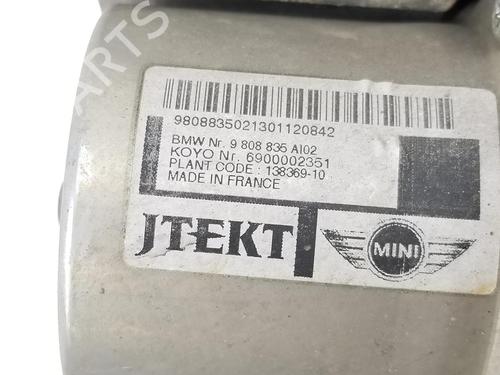 PARTS
9808835021301120842
BMW Nr. 9 808 835 AI02
KOYO Nr. 6900002351
PLANT CODE : 138369-10
MADE IN FRANCE
JTEKT
MINI